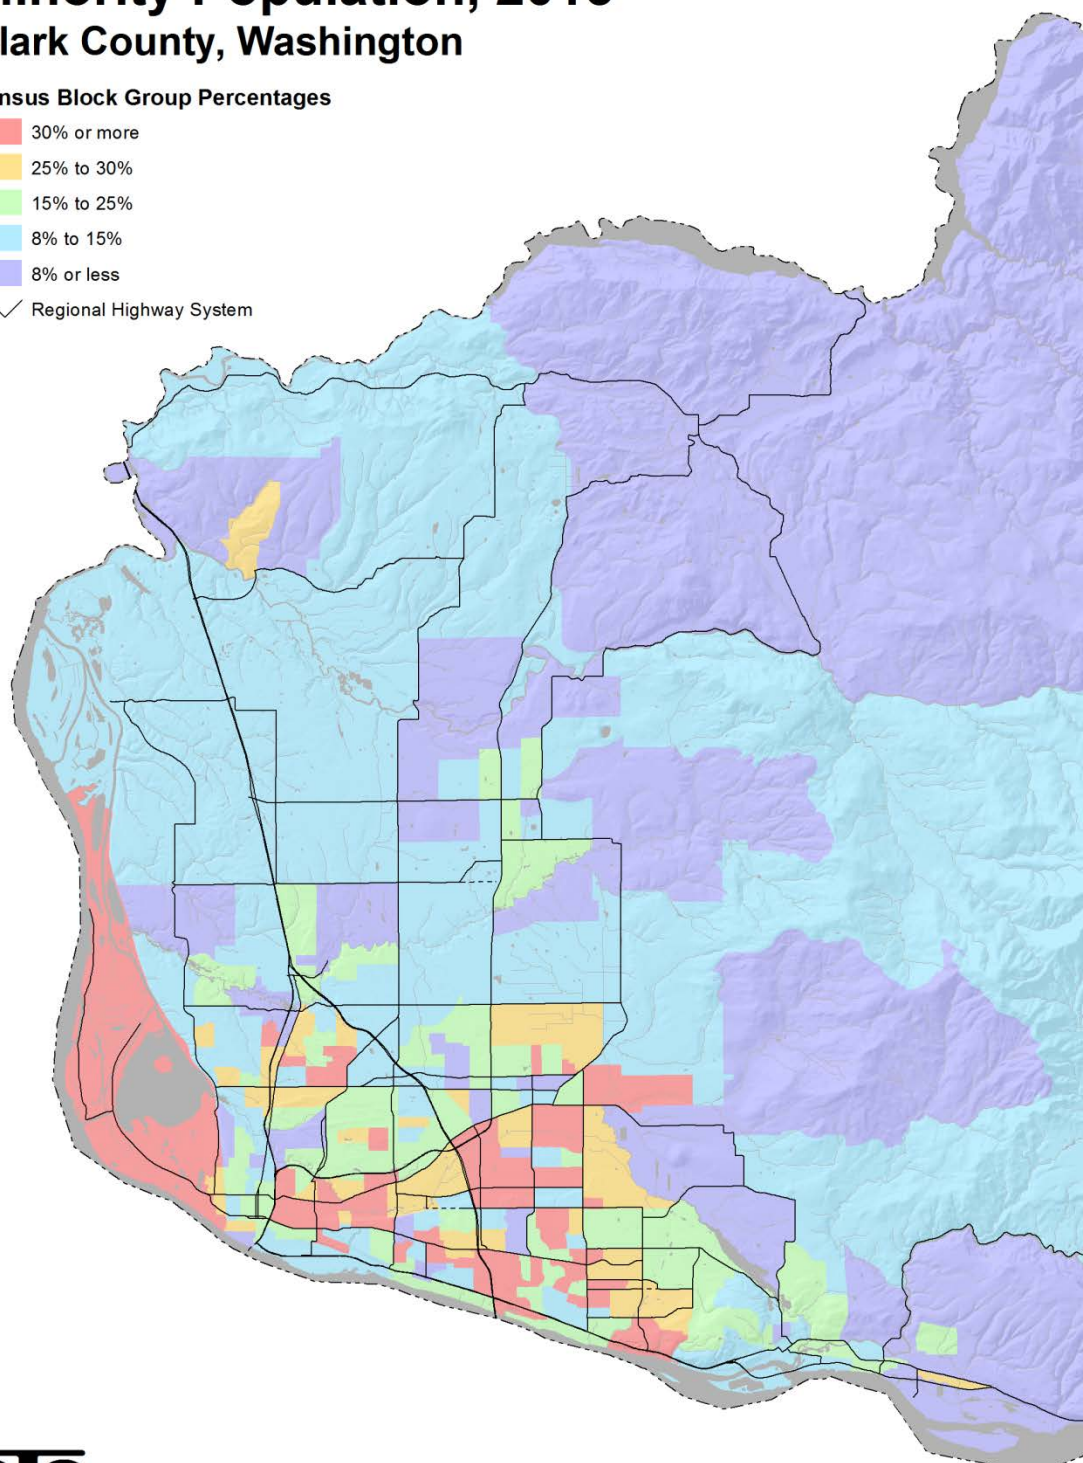 lark County, Washington
nsus Block Group Percentages
30% or more
25% to 30%
15% to 25%
8% to 15%
8% or less
Regional Highway System